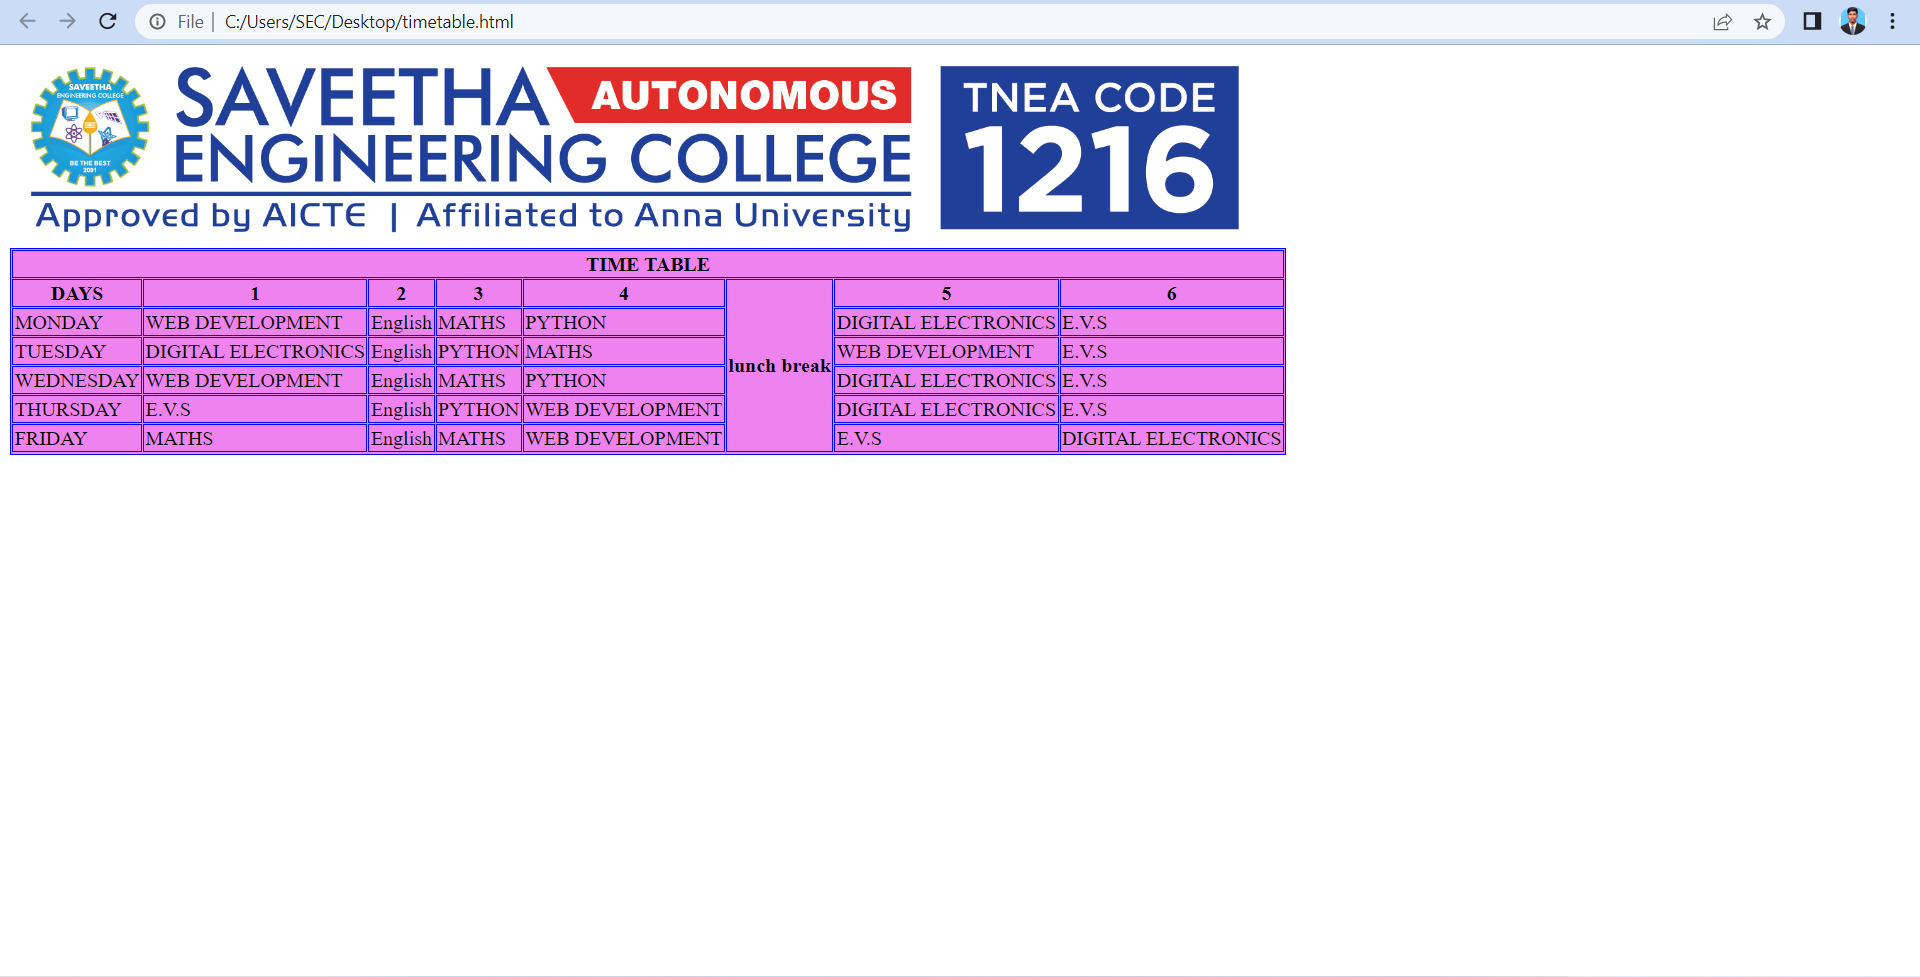 File | C:/Users/SEC/Desktop/timetable.html
SAVEETHA
ENGINEERING COLLEGE
BE THE BEST
2001
SAVEETHA AUTONOMOUS
ENGINEERING COLLEGE
Approved by AICTE | Affiliated to Anna University
TNEA CODE
1216
TIME TABLE
DAYS 1 2 3 4 lunch break 5 6
MONDAY WEB DEVELOPMENT English MATHS PYTHON DIGITAL ELECTRONICS E.V.S
TUESDAY DIGITAL ELECTRONICS English PYTHON MATHS WEB DEVELOPMENT E.V.S
WEDNESDAY WEB DEVELOPMENT English MATHS PYTHON DIGITAL ELECTRONICS E.V.S
THURSDAY E.V.S English PYTHON WEB DEVELOPMENT DIGITAL ELECTRONICS E.V.S
FRIDAY MATHS English MATHS WEB DEVELOPMENT E.V.S DIGITAL ELECTRONICS